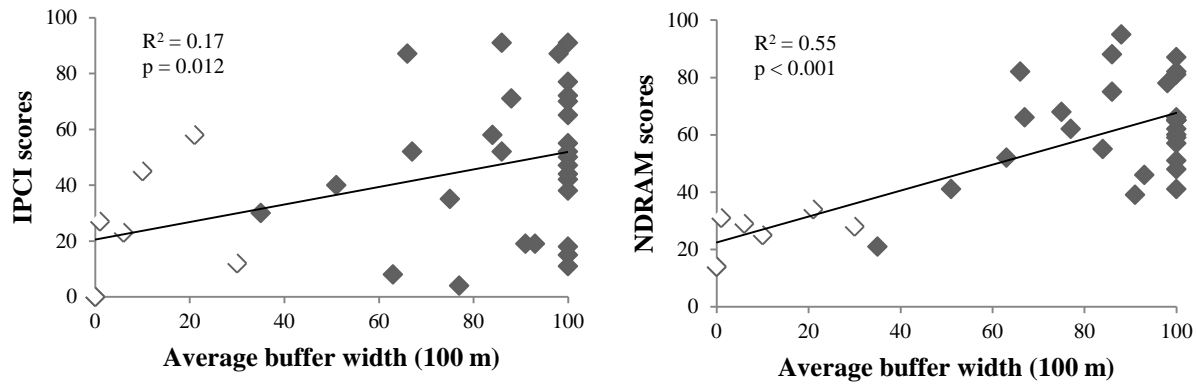 IPCI scores
100
80
60
40
20
0
R² = 0.17
p = 0.012
0 20 40 60 80 100
Average buffer width (100 m)
NDRAM scores
100
80
60
40
20
0
R² = 0.55
p < 0.001
0 20 40 60 80 100
Average buffer width (100 m)